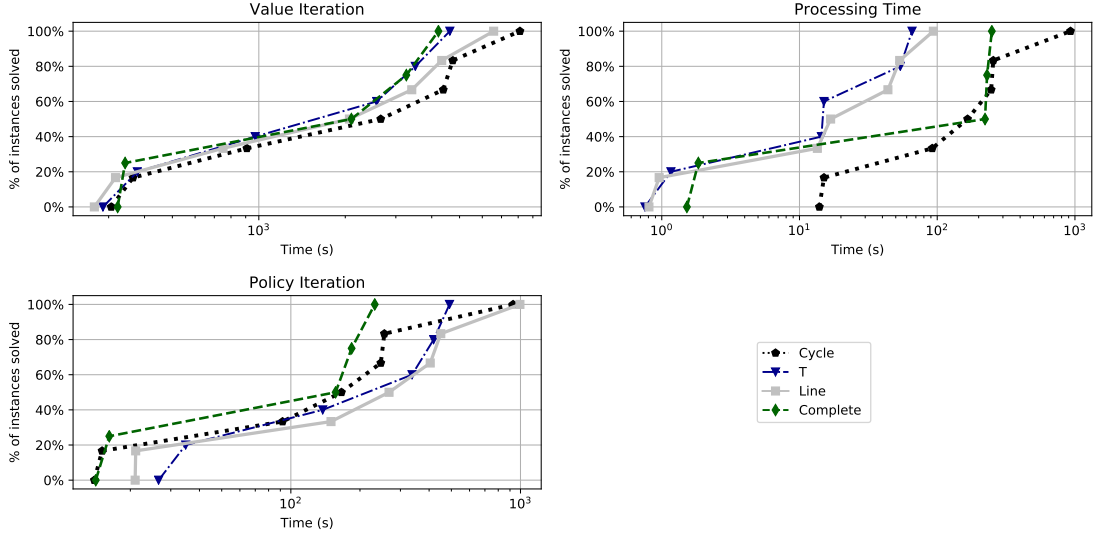 Value Iteration
% of instances solved
100%
80%
60%
40%
20%
0%
10³
Time (s)
Processing Time
% of instances solved
100%
80%
60%
40%
20%
0%
10⁰
10¹
10²
10³
Time (s)
Policy Iteration
% of instances solved
100%
80%
60%
40%
20%
0%
10²
10³
Time (s)
Cycle
T
Line
Complete